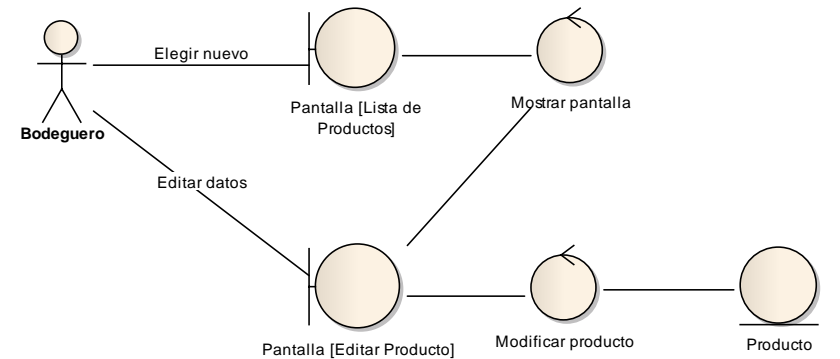 Elegir nuevo
Pantalla [Lista de
Productos]
Mostrar pantalla
Bodeguero
Editar datos
Pantalla [Editar Producto]
Modificar producto
Producto